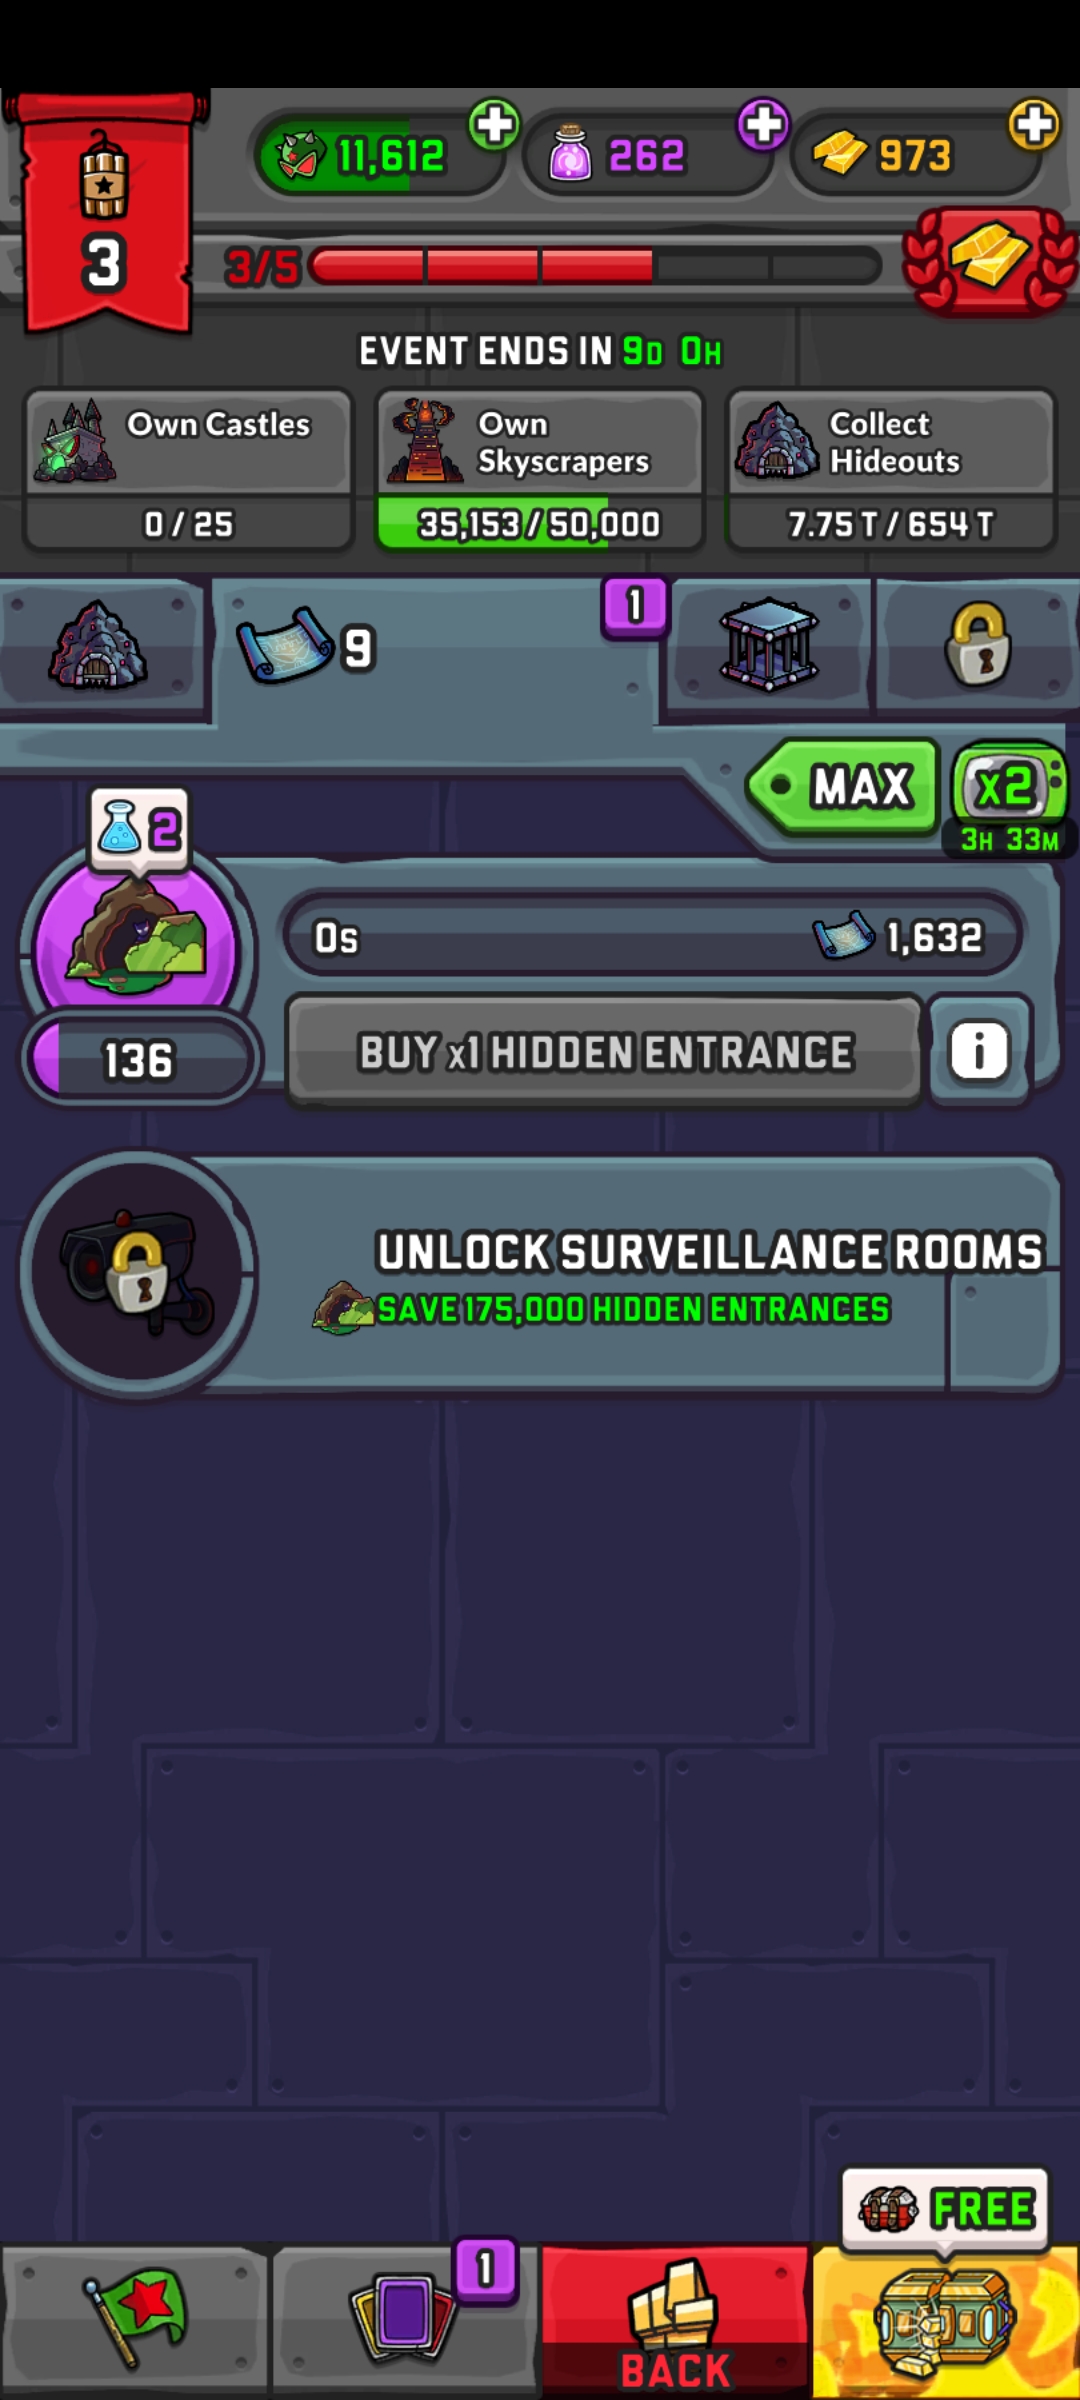 11,612
262
973
3
3/5
EVENT ENDS IN 9D 0H
Own Castles
0 / 25
Own
Skyscrapers
35,153 / 50,000
Collect
Hideouts
7.75 T / 654 T
9
1
MAX
x2
3H 33M
2
0s
1,632
136
BUY x1 HIDDEN ENTRANCE
i
UNLOCK SURVEILLANCE ROOMS
SAVE 175,000 HIDDEN ENTRANCES
FREE
1
BACK